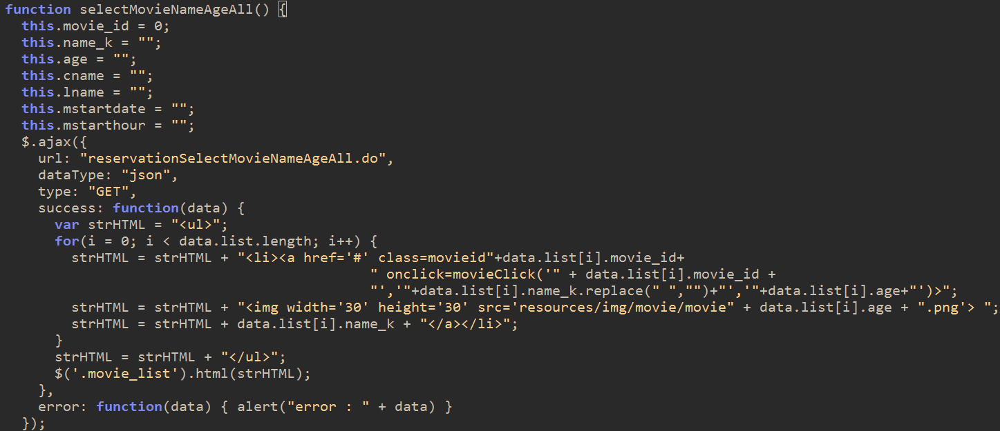 function selectMovieNameAgeAll() {
  this.movie_id = 0;
  this.name_k = "";
  this.age = "";
  this.cname = "";
  this.lname = "";
  this.mstartdate = "";
  this.mstarthour = "";
  $.ajax({
    url: "reservationSelectMovieNameAgeAll.do",
    dataType: "json",
    type: "GET",
    success: function(data) {
      var strHTML = "<ul>";
      for(i = 0; i < data.list.length; i++) {
        strHTML = strHTML + "<li><a href='#' class=movieid"+data.list[i].movie_id+
                                            " onclick=movieClick('" + data.list[i].movie_id +
                                            "','"+data.list[i].name_k.replace(" ","")+"','"+data.list[i].age+"')>";
        strHTML = strHTML + "<img width='30' height='30' src='resources/img/movie/movie" + data.list[i].age + ".png'> ";
        strHTML = strHTML + data.list[i].name_k + "</a></li>";
      }
      strHTML = strHTML + "</ul>";
      $('.movie_list').html(strHTML);
    },
    error: function(data) { alert("error : " + data) }
  });